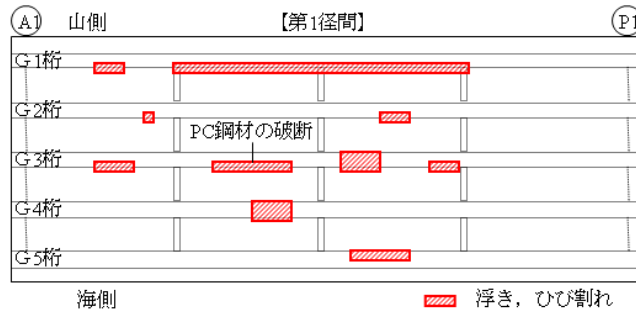 A1 山側 【第1径間】 P1
G1桁
G2桁
PC鋼材の破断
G3桁
G4桁
G5桁
海側 浮き，ひび割れ